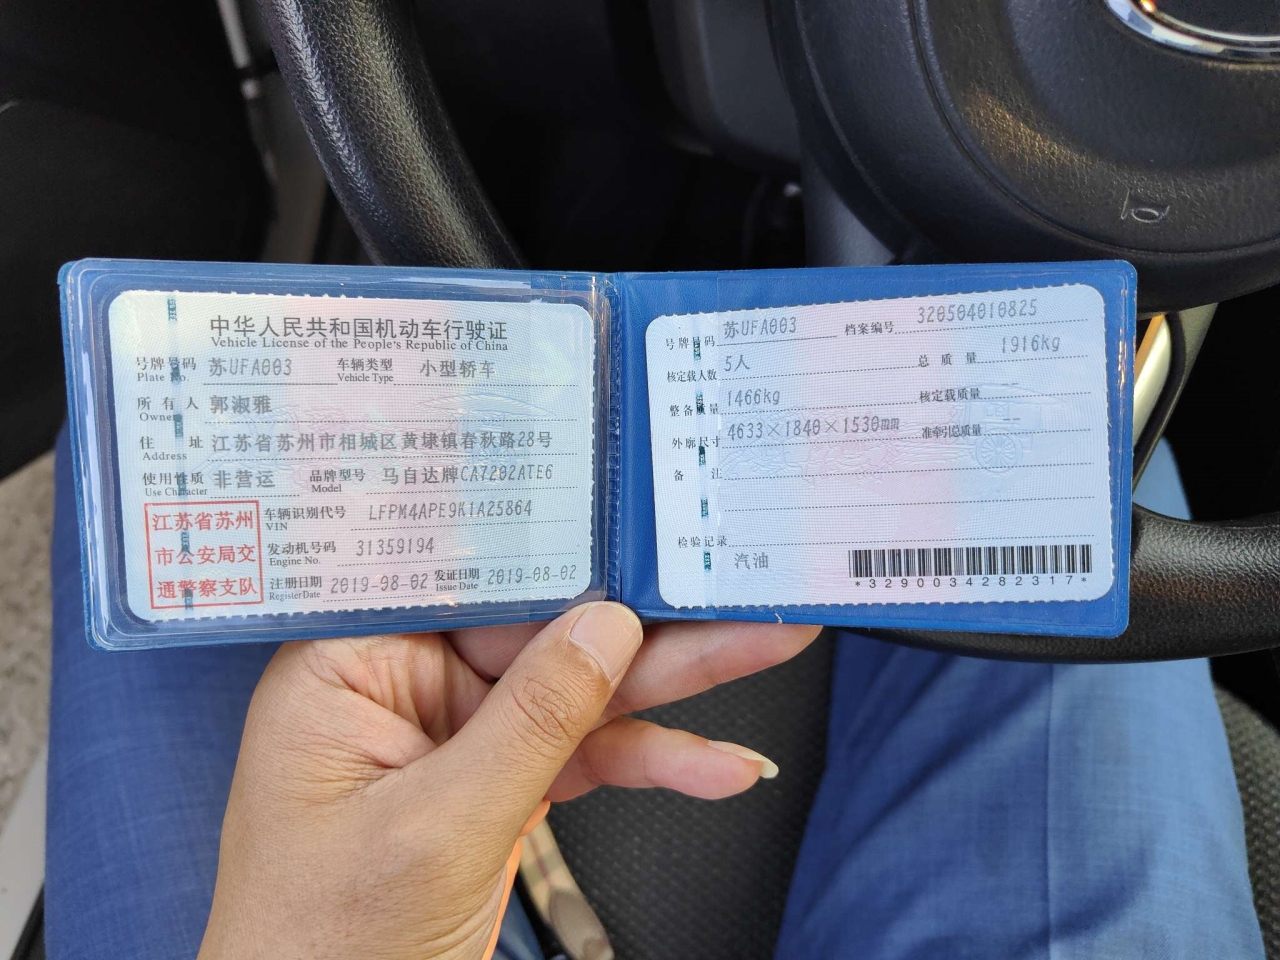 中华人民共和国机动车行驶证
Vehicle License of the People's Republic of China
号牌号码 苏UFA003 车辆类型 小型轿车
Plate No. Vehicle Type
所有人 郭淑雅
Owner
住址 江苏省苏州市相城区黄埭镇春秋路28号
Address
使用性质 非营运 品牌型号 马自达牌CA7202ATE6
Use Character Model
江苏省苏州
市公安局交
通警察支队
车辆识别代号 LFPM4APE9K1A25864
VIN
发动机号码 31359194
Engine No.
注册日期 2019-08-02 发证日期 2019-08-02
Register Date Issue Date
号牌号码 苏UFA003 档案编号 320504010825
核定载人数 5人 总质量 1916kg
整备质量 1466kg 核定载质量 --
外廓尺寸 4633×1840×1530mm 准牵引总质量 --
备注
检验记录
汽油
*3290034282317*